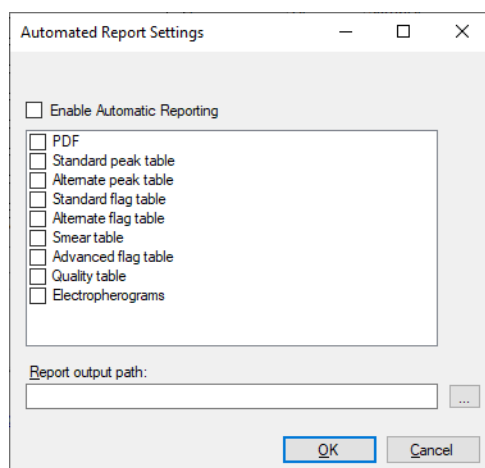 Automated Report Settings
Enable Automatic Reporting
PDF
Standard peak table
Alternate peak table
Standard flag table
Alternate flag table
Smear table
Advanced flag table
Quality table
Electropherograms
Report output path:
...
OK Cancel